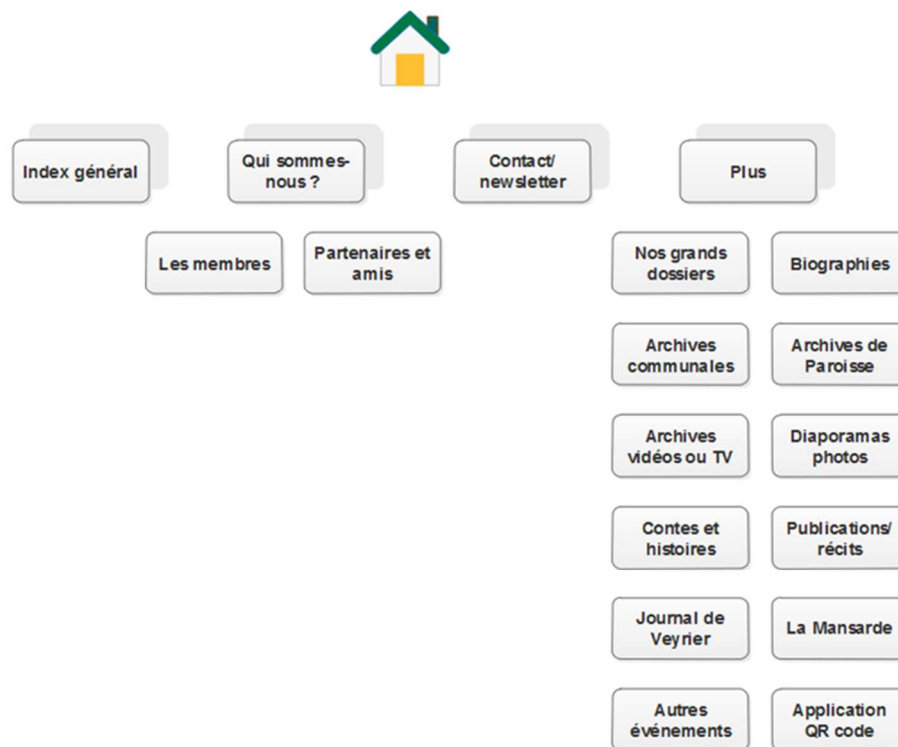 Index général
Qui sommes-
nous ?
Contact/
newsletter
Plus
Les membres
Partenaires et
amis
Nos grands
dossiers
Biographies
Archives
communales
Archives de
Paroisse
Archives
vidéos ou TV
Diaporamas
photos
Contes et
histoires
Publications/
récits
Journal de
Veyrier
La Mansarde
Autres
événements
Application
QR code